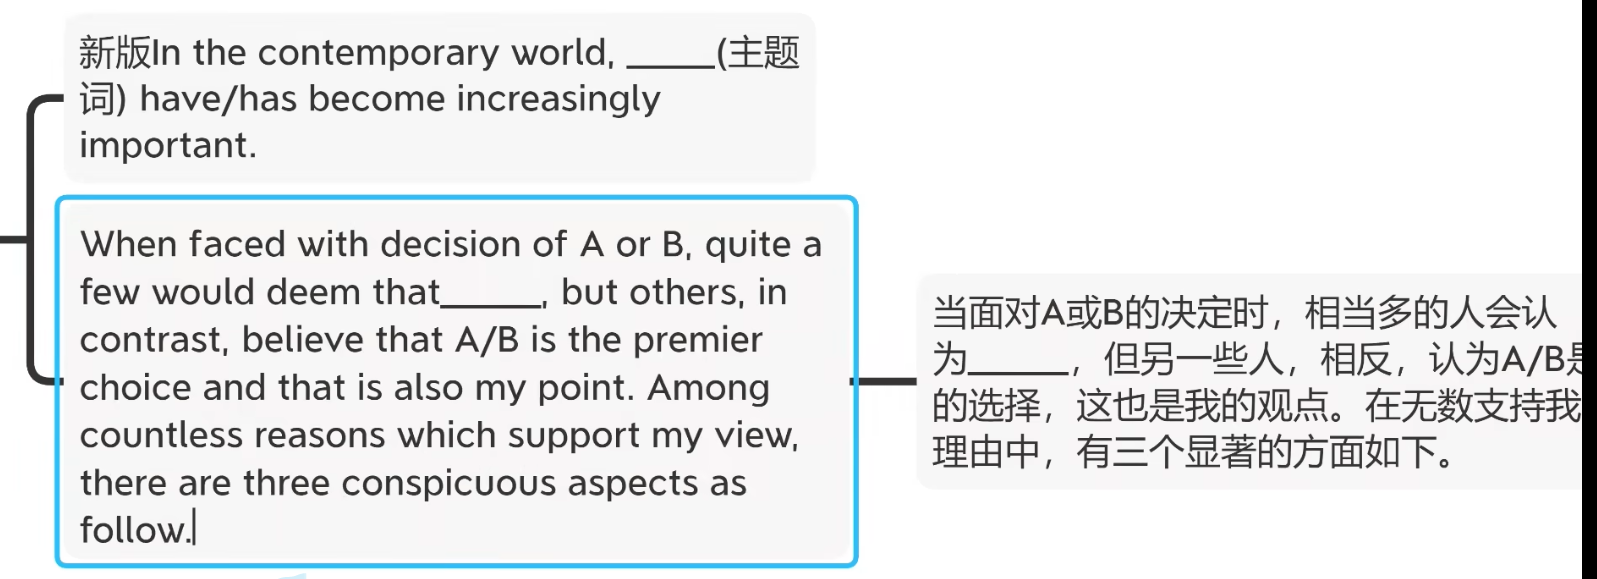 新版In the contemporary world, _____(主题
词) have/has become increasingly
important.
When faced with decision of A or B, quite a
few would deem that_____, but others, in
contrast, believe that A/B is the premier
choice and that is also my point. Among
countless reasons which support my view,
there are three conspicuous aspects as
follow.
当面对A或B的决定时，相当多的人会认
为_____，但另一些人，相反，认为A/B是
的选择，这也是我的观点。在无数支持我
理由中，有三个显著的方面如下。